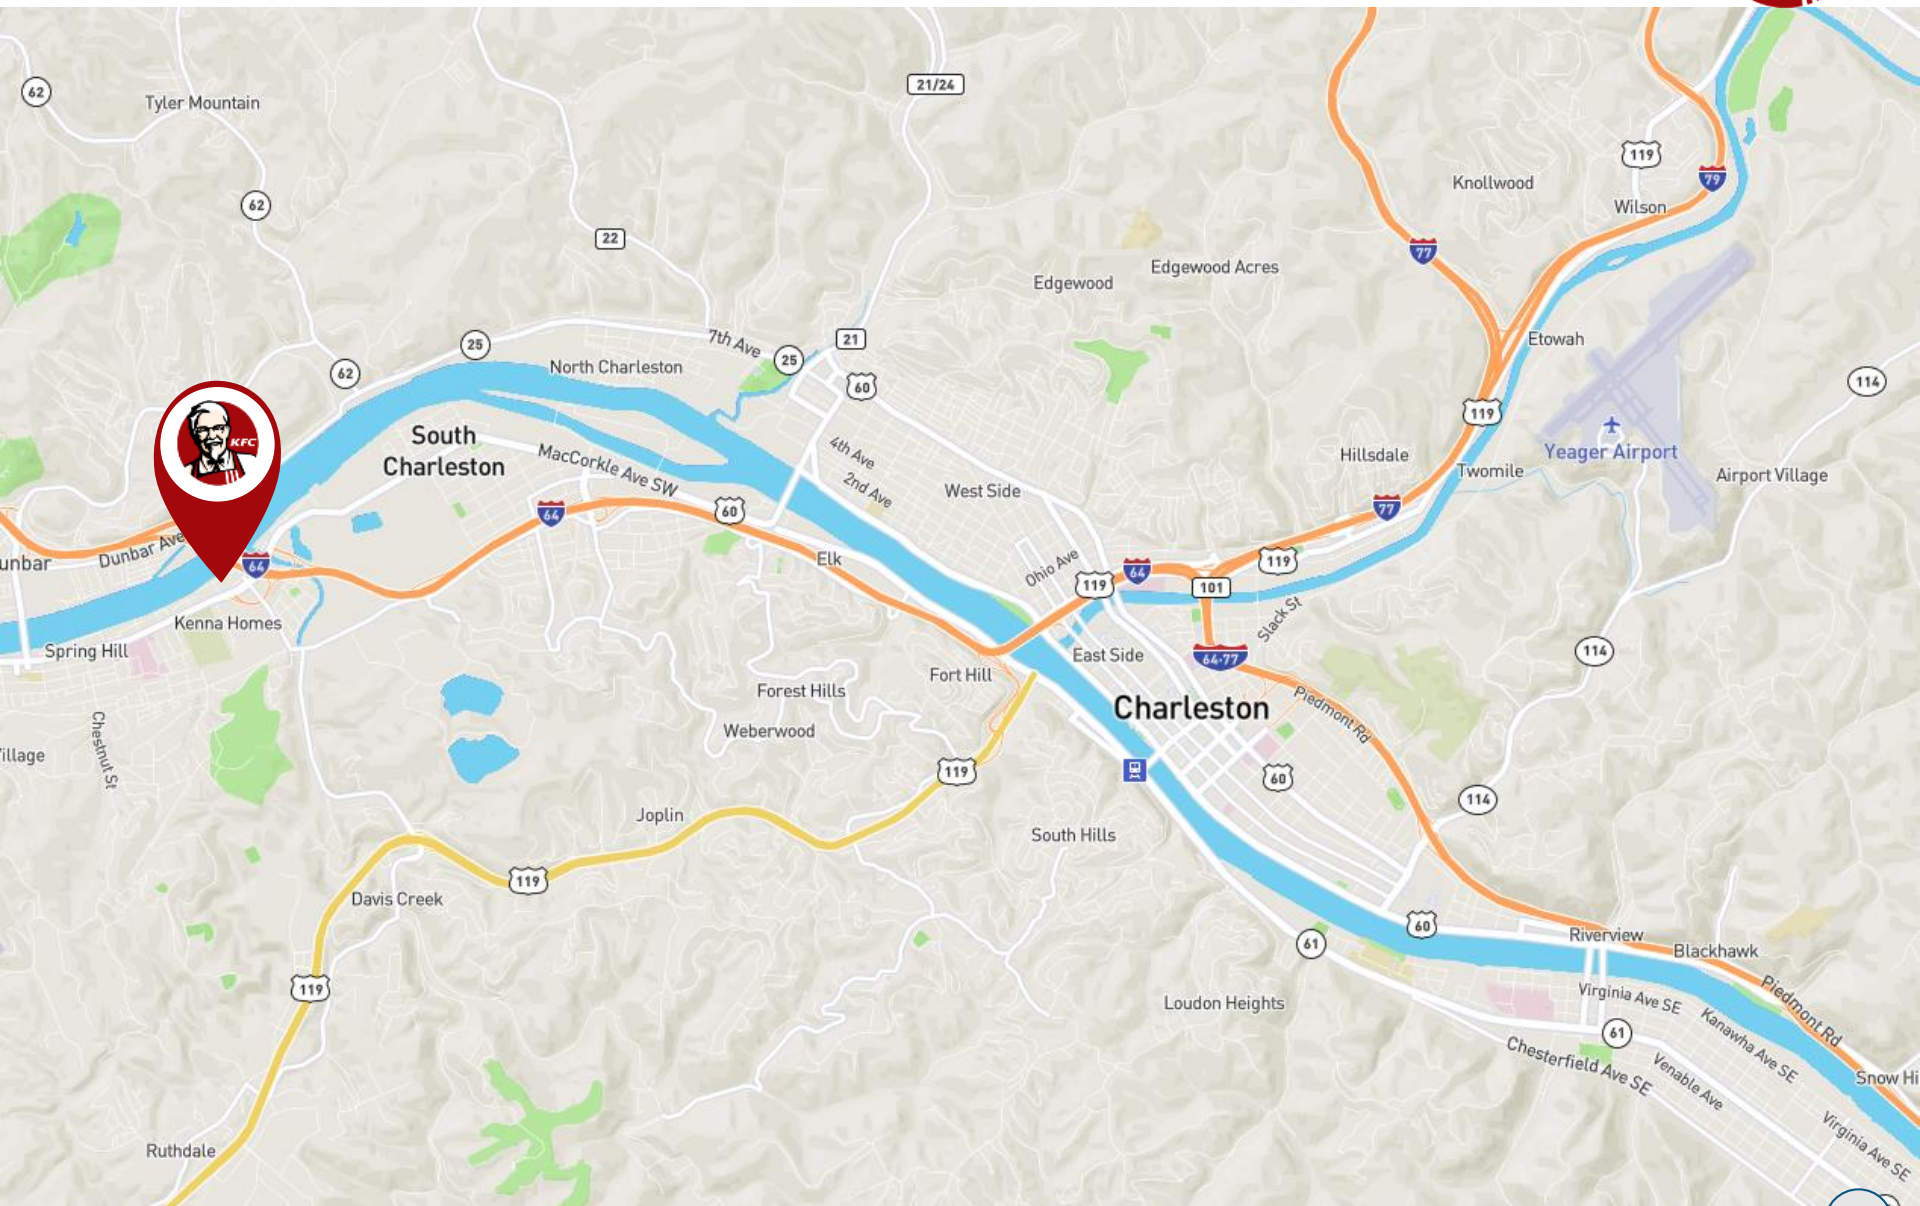 21/24
62
Tyler Mountain
119
79
Knollwood
Wilson
62
22
77
Edgewood Acres
Edgewood
7th Ave
21
Etowah
25
25
North Charleston
62
60
114
119
KFC
South
Charleston
4th Ave
MacCorkle Ave SW
2nd Ave
West Side
Hillsdale
Twomile
Yeager Airport
Airport Village
64
60
77
Dunbar Ave
unbar
64
Elk
Ohio Ave
119
64
119
101
Slack St
Kenna Homes
Spring Hill
East Side
64-77
114
Fort Hill
Forest Hills
Weberwood
Charleston
Piedmont Rd
Chestnut St
illage
119
60
114
Joplin
South Hills
119
Davis Creek
60
61
Riverview
Blackhawk
119
Loudon Heights
Virginia Ave SE
Piedmont Rd
Kanawha Ave SE
61
Chesterfield Ave SE
Venable Ave
Snow Hi
Virginia Ave SE
Ruthdale